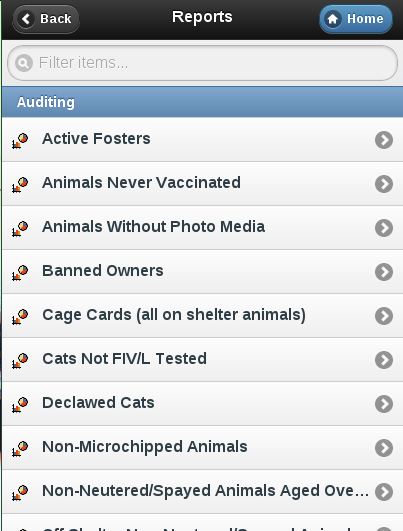 Back
Reports
Home
Filter items...
Auditing
Active Fosters
Animals Never Vaccinated
Animals Without Photo Media
Banned Owners
Cage Cards (all on shelter animals)
Cats Not FIV/L Tested
Declawed Cats
Non-Microchipped Animals
Non-Neutered/Spayed Animals Aged Ove...